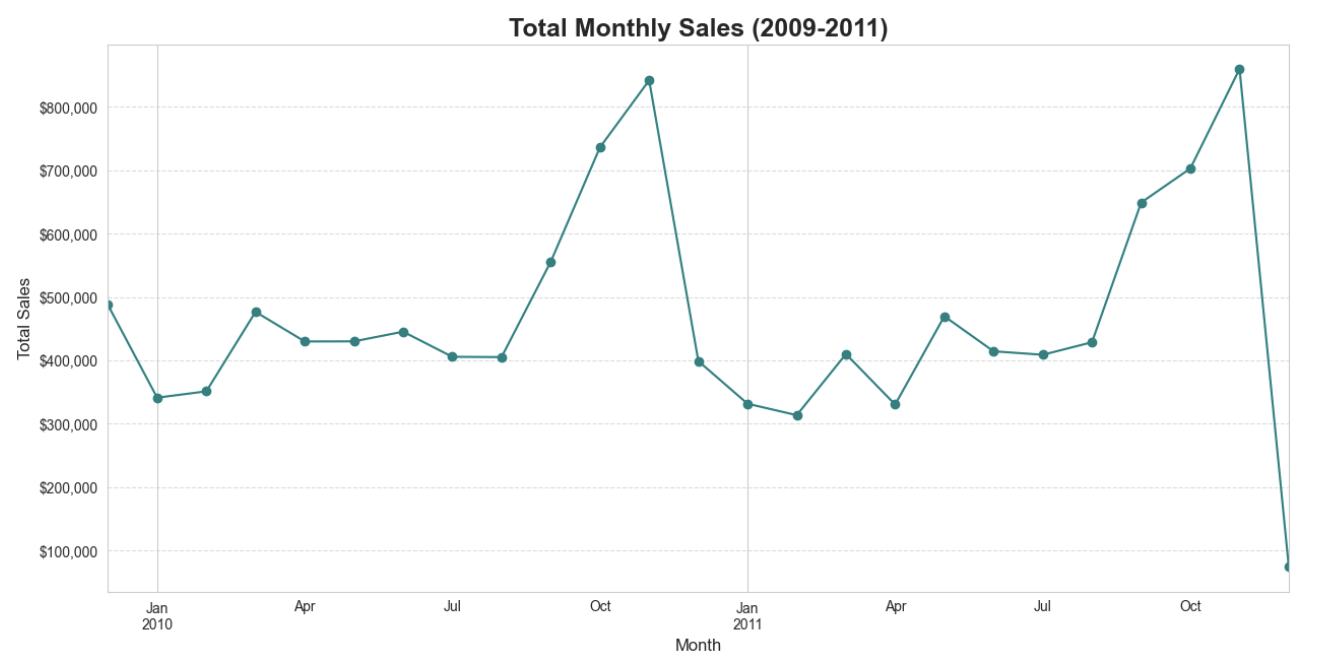 Total Monthly Sales (2009-2011)
Total Sales
$800,000
$700,000
$600,000
$500,000
$400,000
$300,000
$200,000
$100,000
Jan
2010
Apr
Jul
Oct
Jan
2011
Apr
Jul
Oct
Month